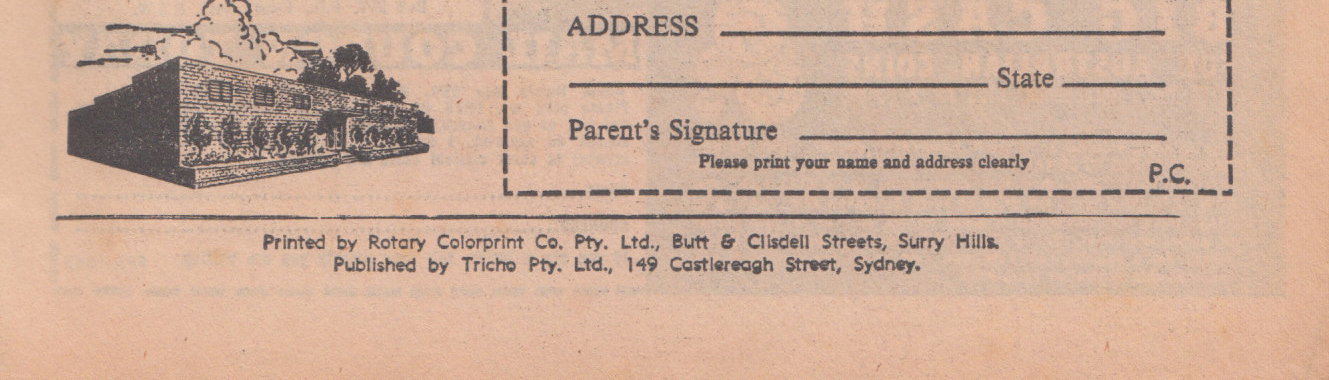 ADDRESS
State
Parent's Signature
Please print your name and address clearly
P.C.
Printed by Rotary Colorprint Co. Pty. Ltd., Butt & Clisdell Streets, Surry Hills.
Published by Tricho Pty. Ltd., 149 Castlereagh Street, Sydney.